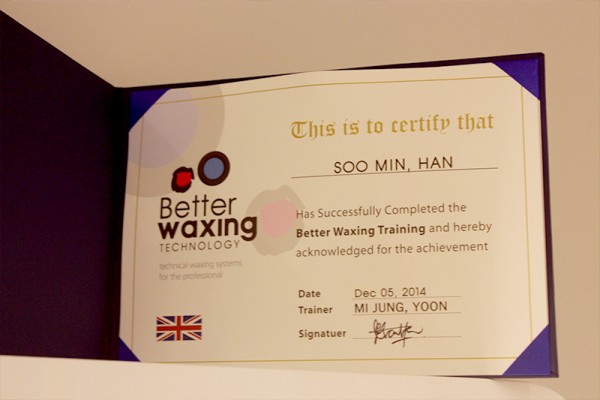 This is to certify that
SOO MIN, HAN
Better
waxing
TECHNOLOGY
technical waxing systems
for the professional
Has Successfully Completed the
Better Waxing Training and hereby
acknowledged for the achievement
Date Dec 05, 2014
Trainer MI JUNG, YOON
Signatuer